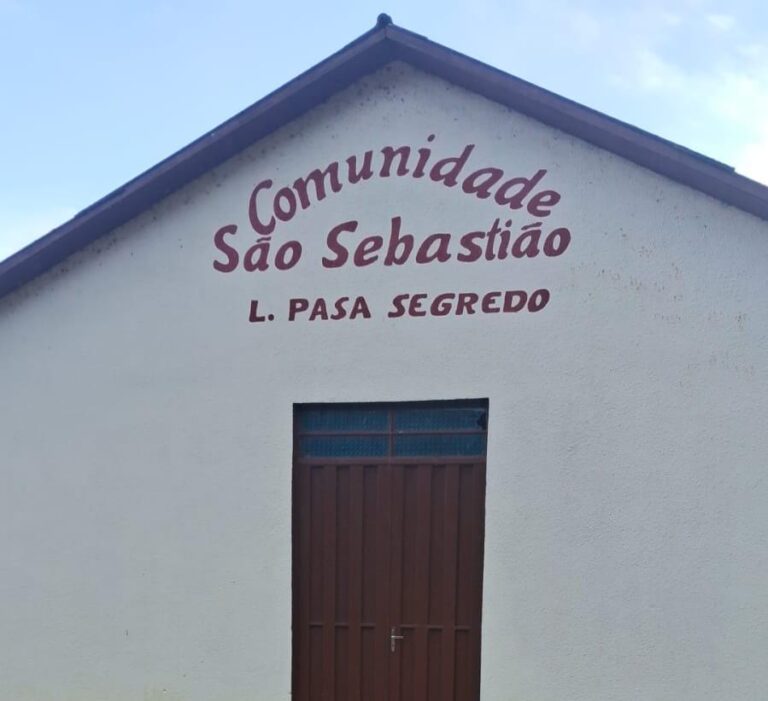 Comunidade
São Sebastião
L. PASA SEGREDO